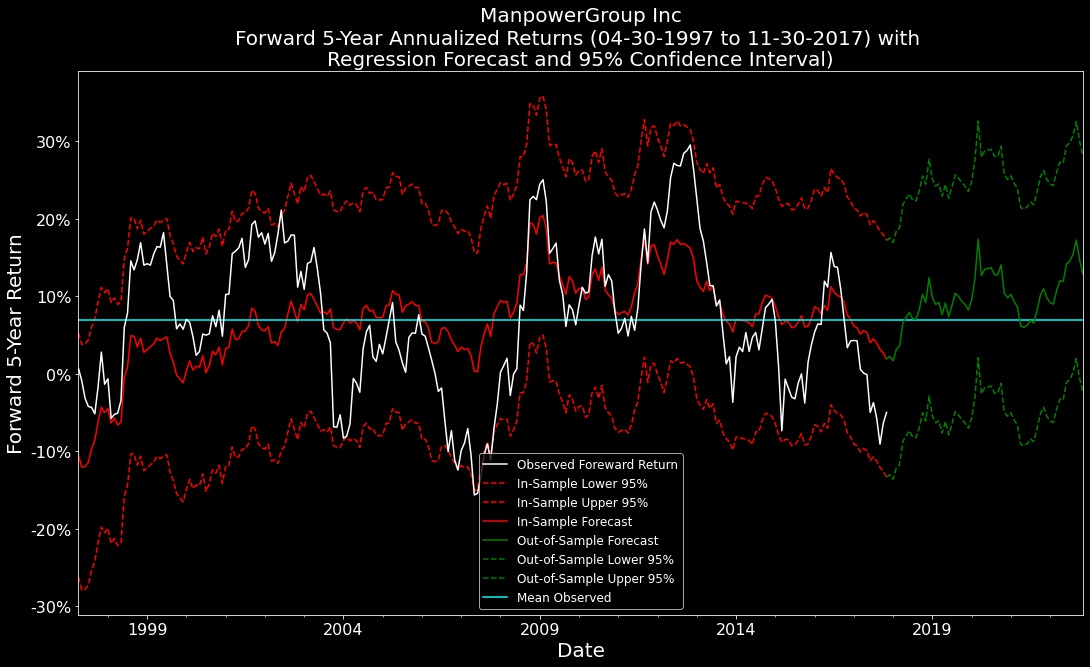 ManpowerGroup Inc
Forward 5-Year Annualized Returns (04-30-1997 to 11-30-2017) with
Regression Forecast and 95% Confidence Interval)
Forward 5-Year Return
30%
20%
10%
0%
-10%
-20%
-30%
Observed Foreward Return
In-Sample Lower 95%
In-Sample Upper 95%
In-Sample Forecast
Out-of-Sample Forecast
Out-of-Sample Lower 95%
Out-of-Sample Upper 95%
Mean Observed
1999
2004
2009
2014
2019
Date